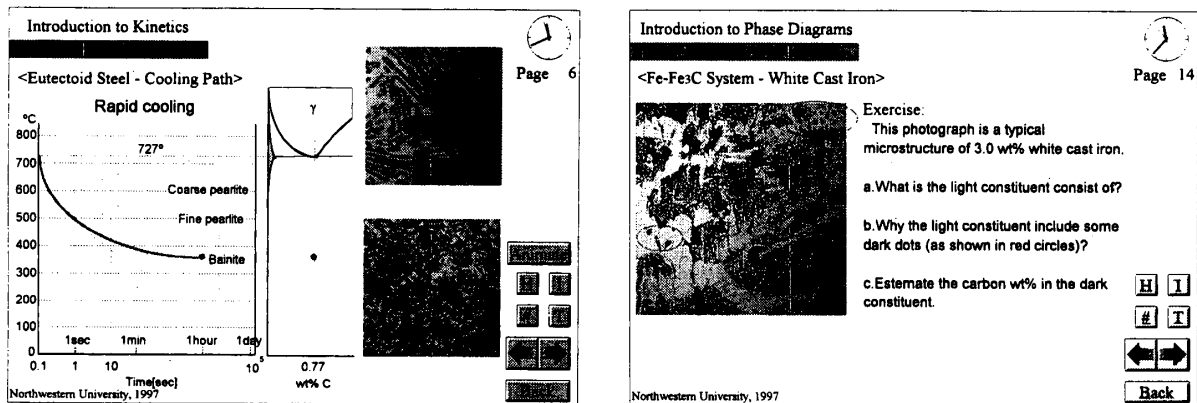 Introduction to Kinetics
Page 6
<Eutectoid Steel - Cooling Path>
Rapid cooling
ºC
800
700
600
500
400
300
200
100
0
727º
Coarse pearlite
Fine pearlite
Bainite
1sec 1min 1hour 1day
0.1 1 10 10 5
Time[sec]
γ
0.77
wt% C
Northwestern University, 1997
Introduction to Phase Diagrams
Page 14
<Fe-Fe3C System - White Cast Iron>
Exercise:
This photograph is a typical
microstructure of 3.0 wt% white cast iron.
a.What is the light constituent consist of?
b.Why the light constituent include some
dark dots (as shown in red circles)?
c.Estemate the carbon wt% in the dark
constituent.
H I
# T
Back
Northwestern University, 1997